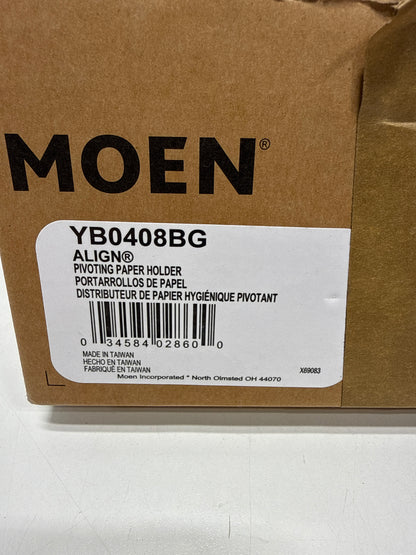 MOEN®
YB0408BG
ALIGN®
PIVOTING PAPER HOLDER
PORTARROLLOS DE PAPEL
DISTRIBUTEUR DE PAPIER HYGIÉNIQUE PIVOTANT
0 34584 02860 0
MADE IN TAIWAN
HECHO EN TAIWAN
FABRIQUÉ EN TAIWAN X69083
Moen Incorporated * North Olmsted OH 44070